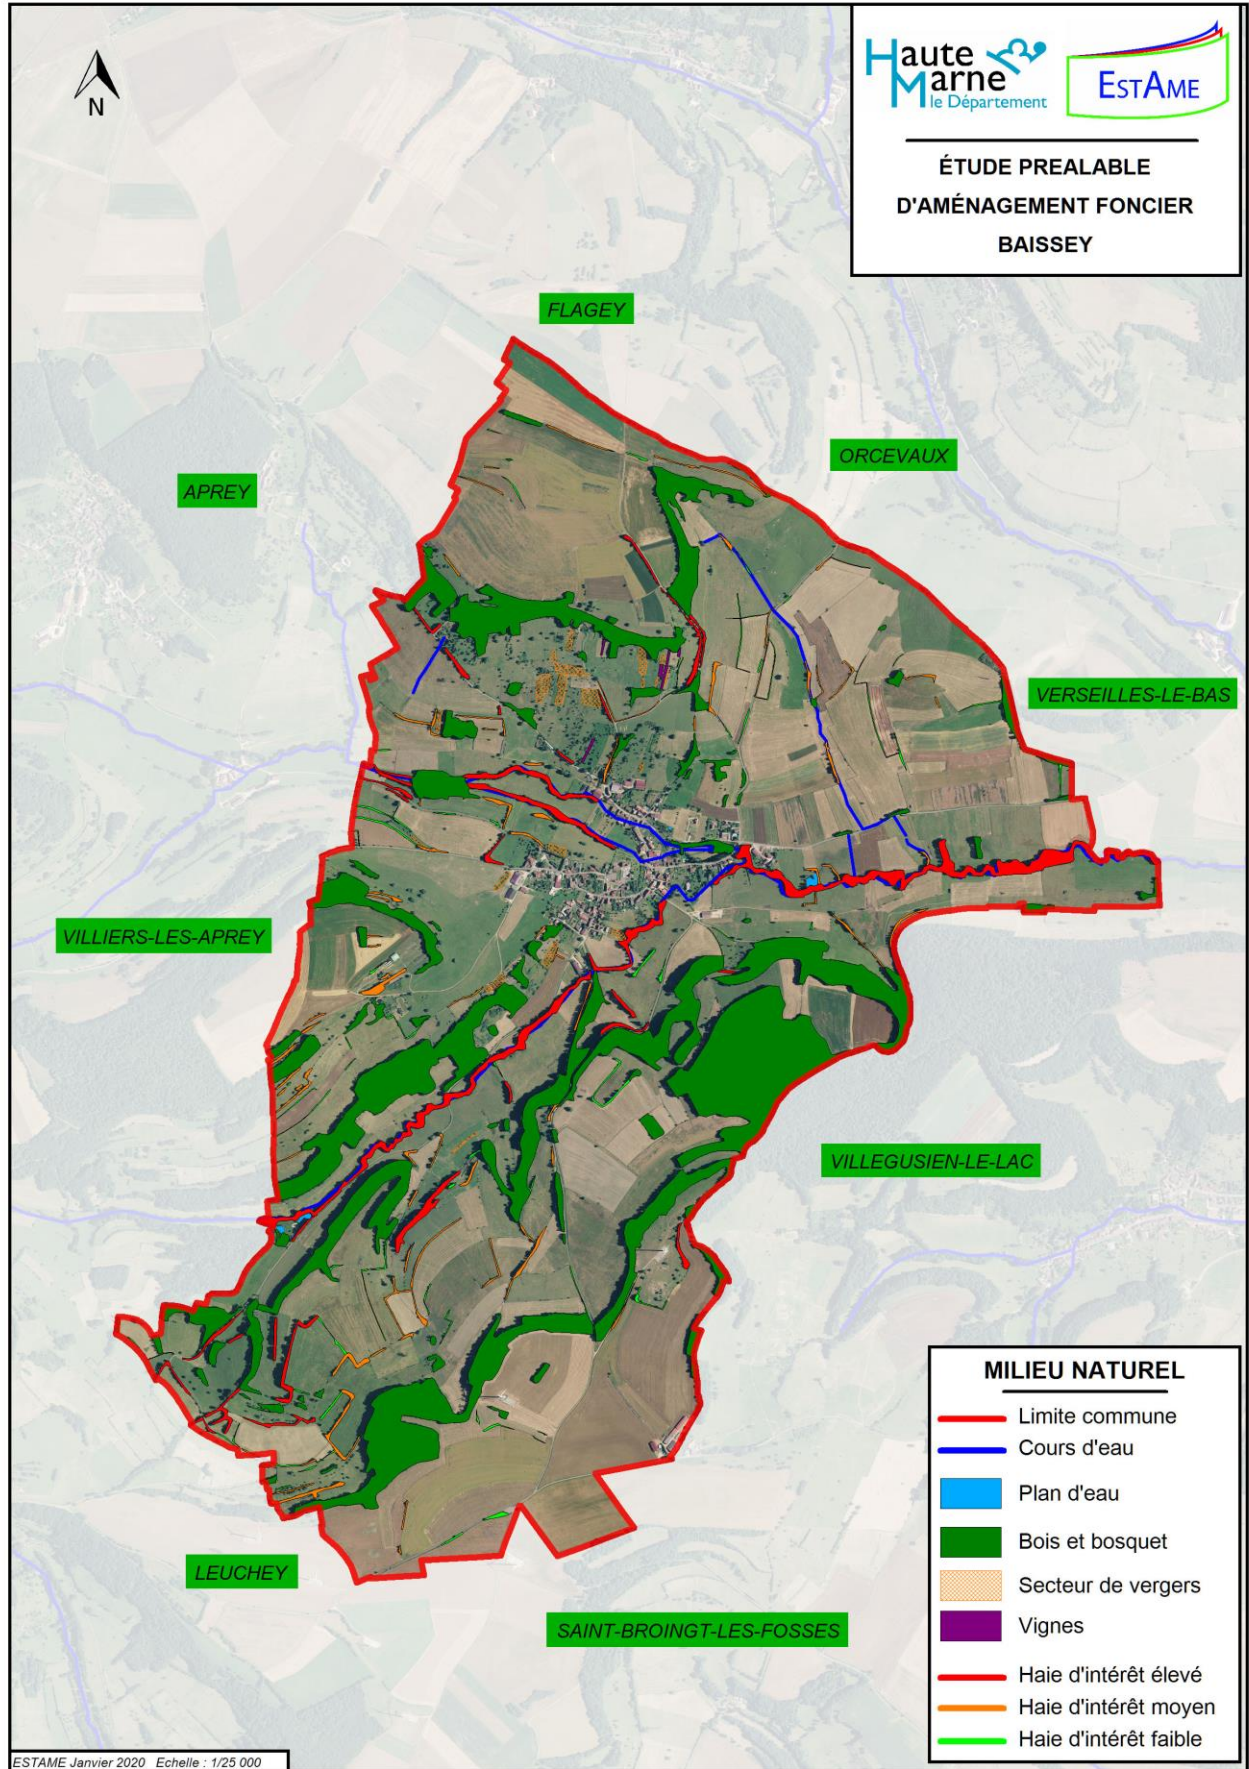 Haute
Marne
le Département
ESTAME
ÉTUDE PREALABLE
D'AMÉNAGEMENT FONCIER
BAISSEY
N
FLAGEY
ORCEVAUX
APREY
VERSEILLES-LE-BAS
VILLIERS-LES-APREY
VILLEGUSIEN-LE-LAC
LEUCHEY
SAINT-BROINGT-LES-FOSSES
MILIEU NATUREL
Limite commune
Cours d'eau
Plan d'eau
Bois et bosquet
Secteur de vergers
Vignes
Haie d'intérêt élevé
Haie d'intérêt moyen
Haie d'intérêt faible
ESTAME Janvier 2020 Echelle : 1/25 000